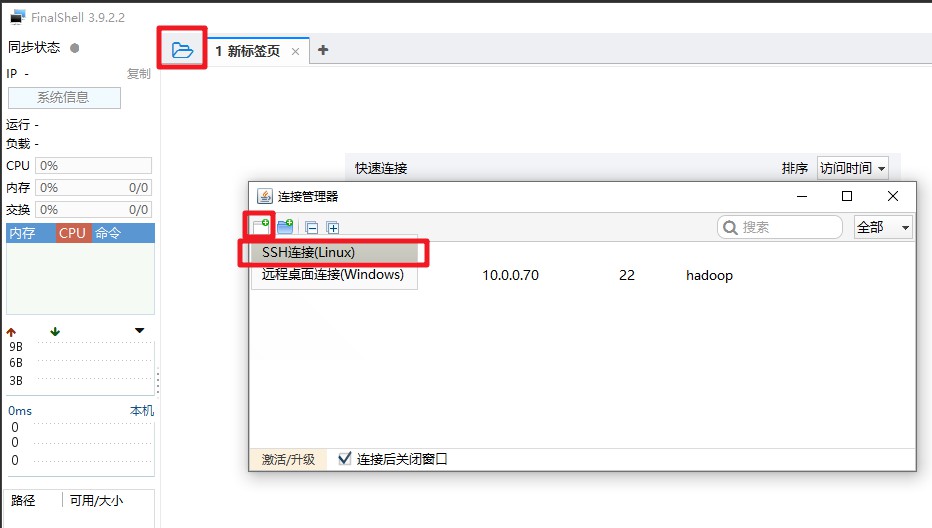 FinalShell 3.9.2.2
同步状态
IP - 复制
系统信息
运行 -
负载 -
CPU 0%
内存 0% 0/0
交换 0% 0/0
内存 CPU 命令
9B
6B
3B
0ms 本机
0
0
0
路径 可用/大小
1 新标签页
快速连接 排序 访问时间
连接管理器
搜索 全部
SSH连接(Linux)
远程桌面连接(Windows) 10.0.0.70 22 hadoop
激活/升级 连接后关闭窗口